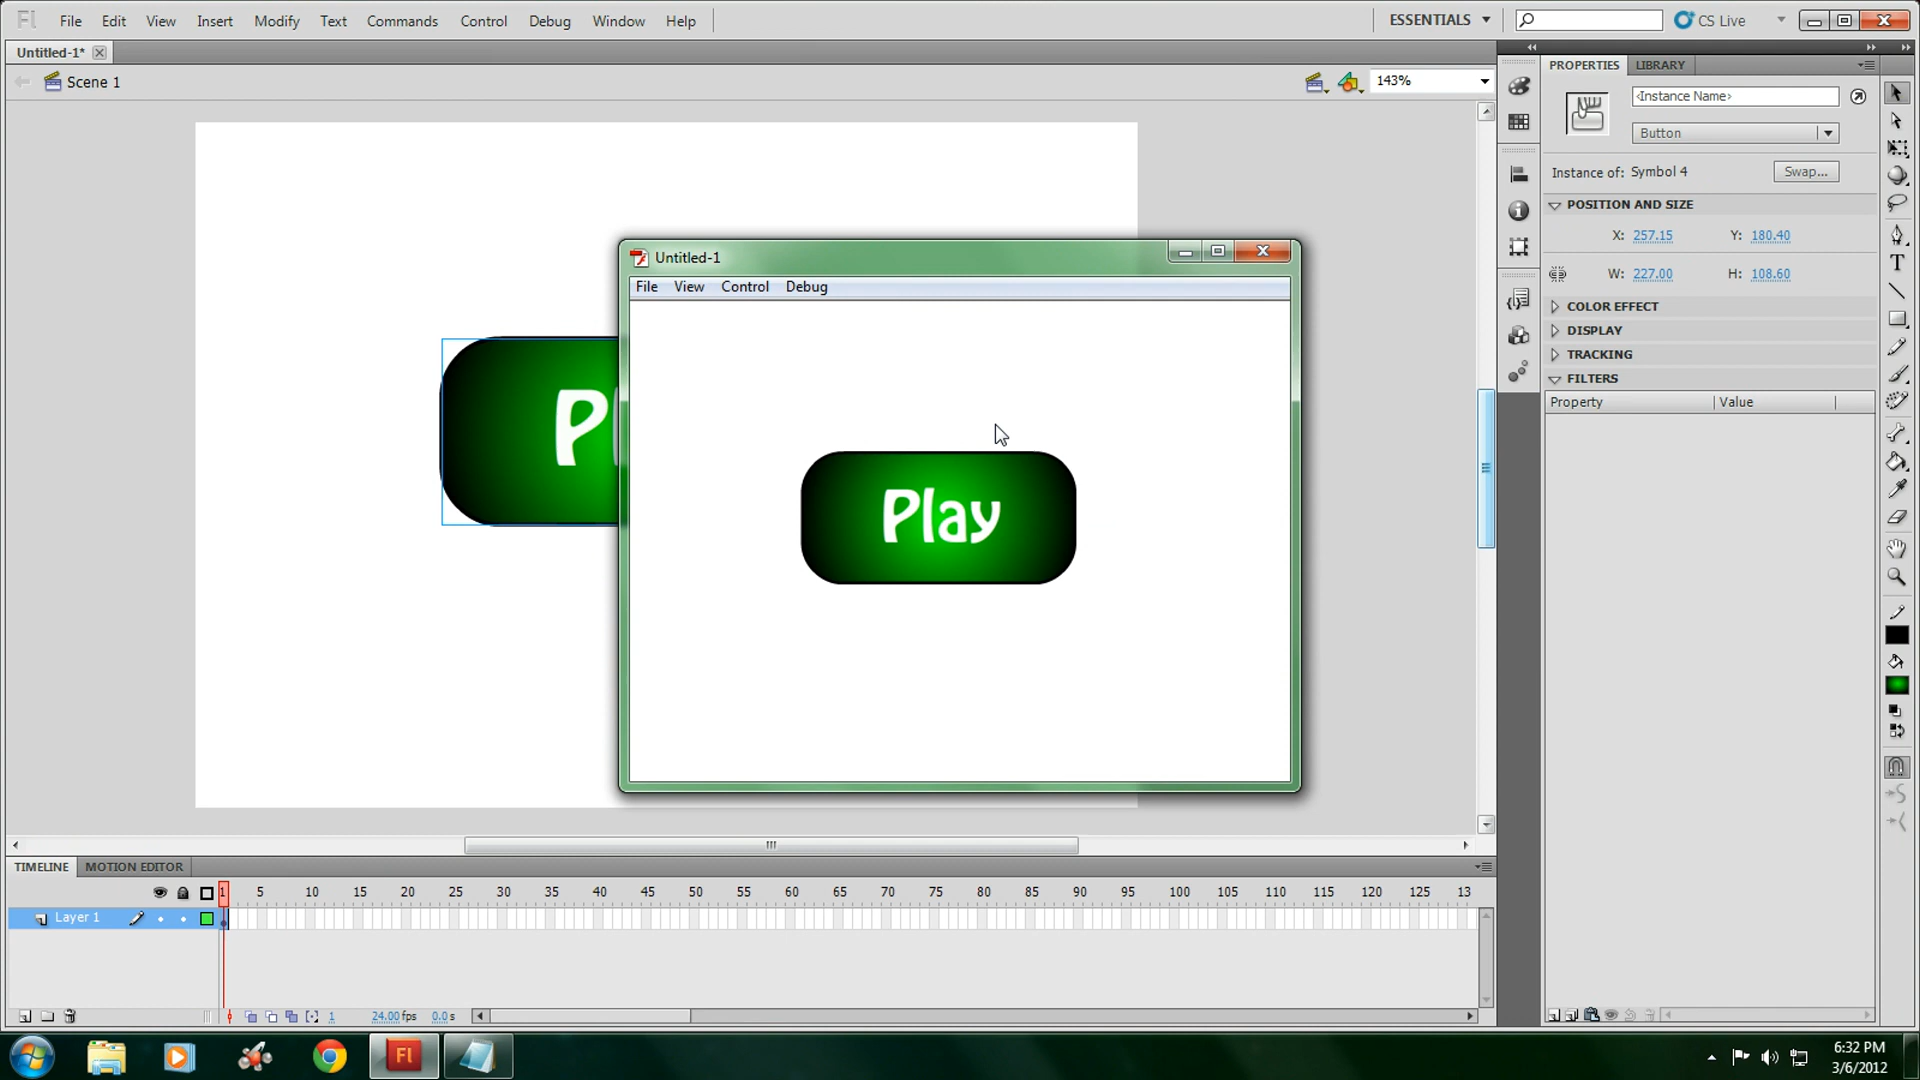 Fl File Edit View Insert Modify Text Commands Control Debug Window Help ESSENTIALS CS Live
Untitled-1*
Scene 1 143%
PROPERTIES LIBRARY
<Instance Name>
Button
Instance of: Symbol 4 Swap...
POSITION AND SIZE
X: 257.15 Y: 180.40
W: 227.00 H: 108.60
COLOR EFFECT
DISPLAY
TRACKING
FILTERS
Property Value
Pl
Untitled-1
File View Control Debug
Play
TIMELINE MOTION EDITOR
1 5 10 15 20 25 30 35 40 45 50 55 60 65 70 75 80 85 90 95 100 105 110 115 120 125 13
Layer 1
1 24.00 fps 0.0 s
Fl
6:32 PM
3/6/2012